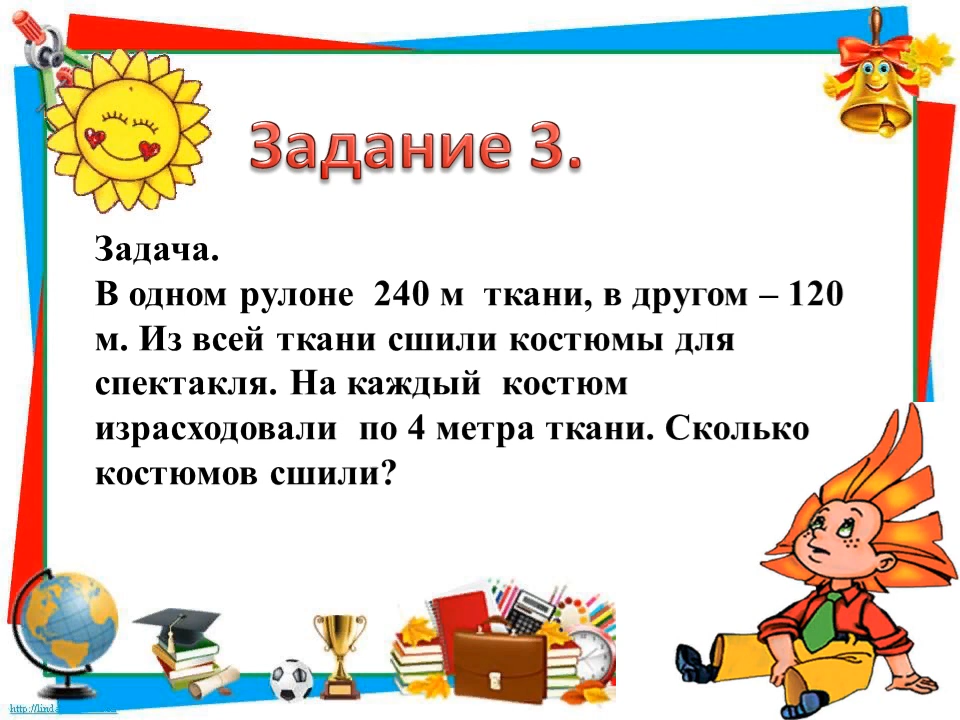 Задание 3.
Задача.
В одном рулоне 240 м ткани, в другом – 120
м. Из всей ткани сшили костюмы для
спектакля. На каждый костюм
израсходовали по 4 метра ткани. Сколько
костюмов сшили?